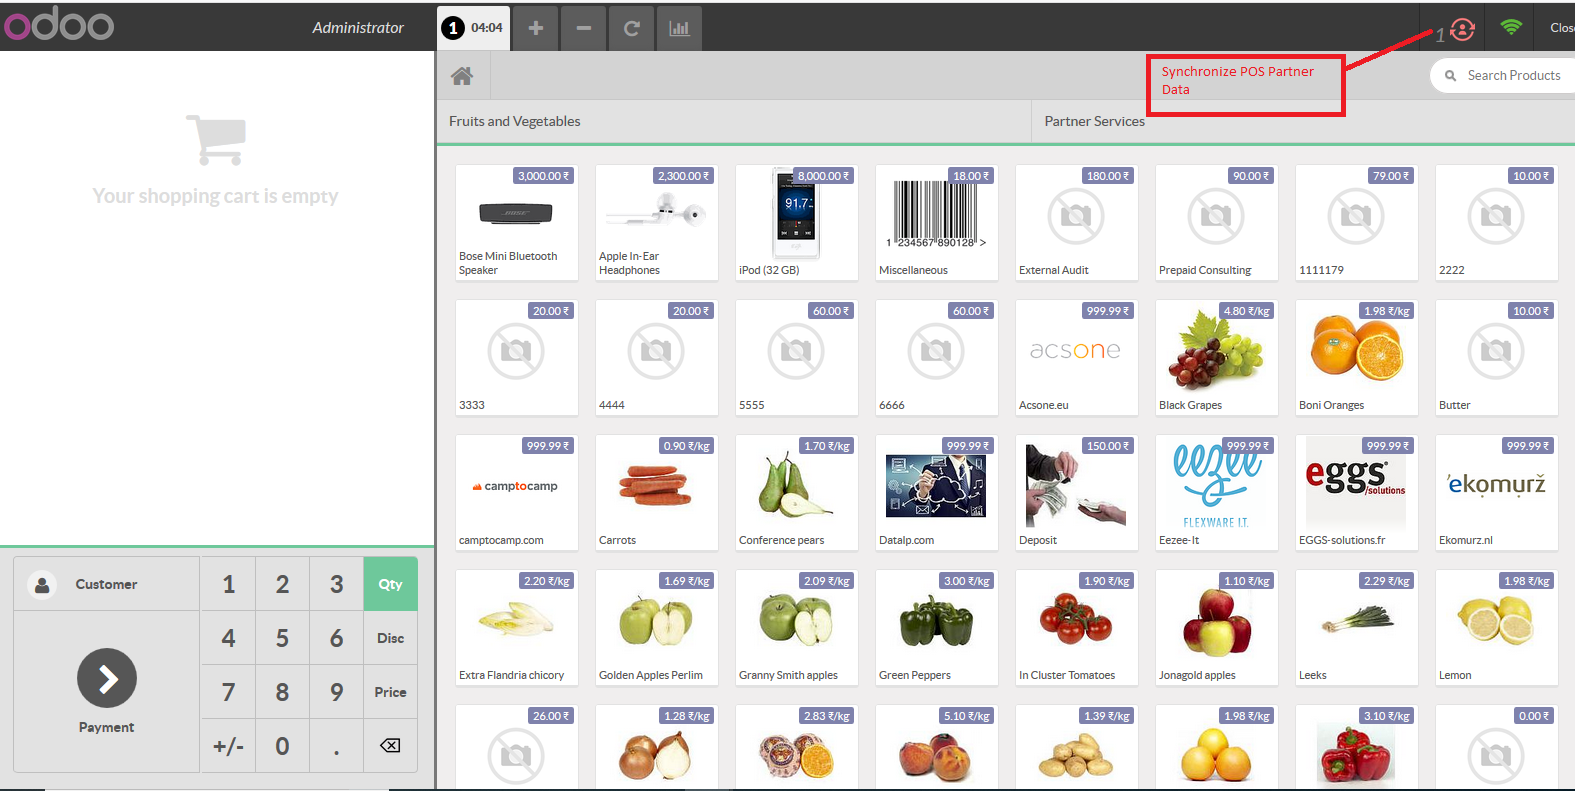 odoo
Administrator
1 04:04
1
Close
Synchronize POS Partner
Data
Search Products
Fruits and Vegetables
Partner Services
Your shopping cart is empty
3,000.00 ₹
2,300.00 ₹
8,000.00 ₹
18.00 ₹
180.00 ₹
90.00 ₹
79.00 ₹
10.00 ₹
BOSE
91.7
1 234567 890128 >
Bose Mini Bluetooth
Speaker
Apple In-Ear
Headphones
iPod (32 GB)
Miscellaneous
External Audit
Prepaid Consulting
1111179
2222
20.00 ₹
20.00 ₹
60.00 ₹
60.00 ₹
999.99 ₹
4.80 ₹/kg
1.98 ₹/kg
10.00 ₹
acsone
3333
4444
5555
6666
Acsone.eu
Black Grapes
Boni Oranges
Butter
999.99 ₹
0.90 ₹/kg
1.70 ₹/kg
999.99 ₹
150.00 ₹
999.99 ₹
999.99 ₹
999.99 ₹
camptocamp
eezee
FLEXWARE I.T.
eggs
/solutions
ekomurž
camptocamp.com
Carrots
Conference pears
Datalp.com
Deposit
Eezee-It
EGGS-solutions.fr
Ekomurz.nl
2.20 ₹/kg
1.69 ₹/kg
2.09 ₹/kg
3.00 ₹/kg
1.90 ₹/kg
1.10 ₹/kg
2.29 ₹/kg
1.98 ₹/kg
Extra Flandria chicory
Golden Apples Perlim
Granny Smith apples
Green Peppers
In Cluster Tomatoes
Jonagold apples
Leeks
Lemon
26.00 ₹
1.28 ₹/kg
2.83 ₹/kg
5.10 ₹/kg
1.39 ₹/kg
1.98 ₹/kg
3.10 ₹/kg
0.00 ₹
Customer
1 2 3 Qty
4 5 6 Disc
7 8 9 Price
+/- 0 .
Payment